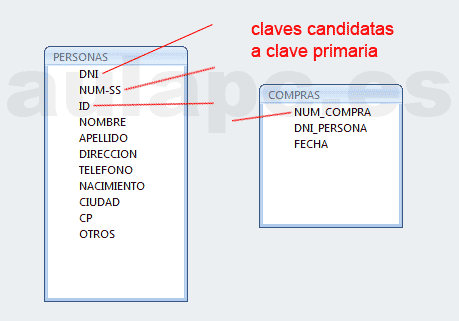 claves candidatas
a clave primaria
PERSONAS
DNI
NUM-SS
ID
NOMBRE
APELLIDO
DIRECCION
TELEFONO
NACIMIENTO
CIUDAD
CP
OTROS
COMPRAS
NUM_COMPRA
DNI_PERSONA
FECHA
aulapc.es